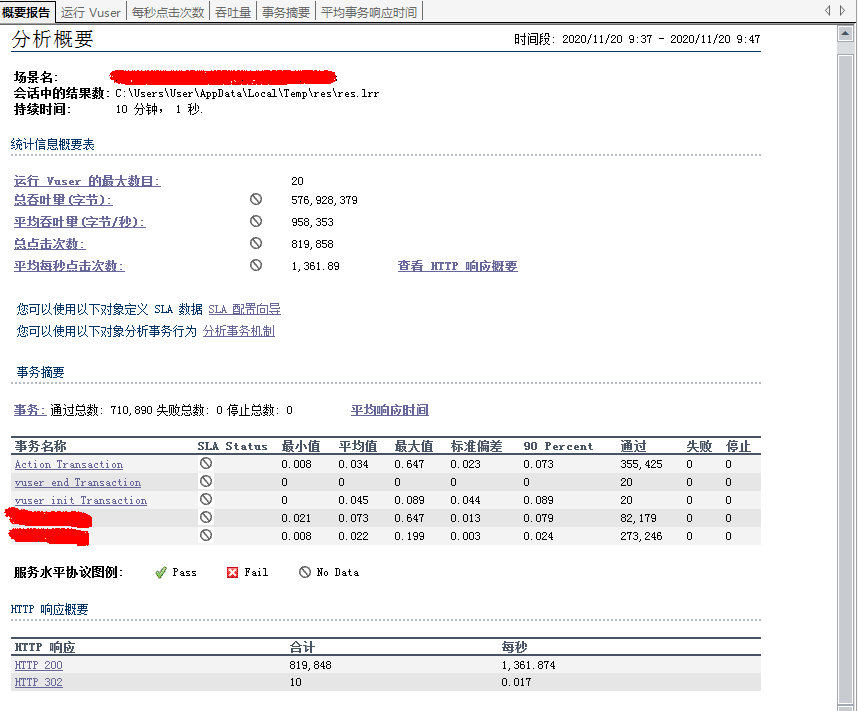 概要报告 运行 Vuser 每秒点击次数 吞吐量 事务摘要 平均事务响应时间
分析概要 时间段: 2020/11/20 9:37 - 2020/11/20 9:47
场景名:
会话中的结果数: C:\Users\User\AppData\Local\Temp\res\res.lrr
持续时间: 10 分钟, 1 秒.
统计信息概要表
运行 Vuser 的最大数目: 20
总吞吐量(字节): 576,928,379
平均吞吐量(字节/秒): 958,353
总点击次数: 819,858
平均每秒点击次数: 1,361.89 查看 HTTP 响应概要
您可以使用以下对象定义 SLA 数据 SLA 配置向导
您可以使用以下对象分析事务行为 分析事务机制
事务摘要
事务: 通过总数: 710,890 失败总数: 0 停止总数: 0 平均响应时间
事务名称 SLA Status 最小值 平均值 最大值 标准偏差 90 Percent 通过 失败 停止
Action Transaction 0.008 0.034 0.647 0.023 0.073 355,425 0 0
vuser end Transaction 0 0 0 0 0 20 0 0
vuser init Transaction 0 0.045 0.089 0.044 0.089 20 0 0
0.021 0.073 0.647 0.013 0.079 82,179 0 0
0.008 0.022 0.199 0.003 0.024 273,246 0 0
服务水平协议图例: Pass Fail No Data
HTTP 响应概要
HTTP 响应 合计 每秒
HTTP 200 819,848 1,361.874
HTTP 302 10 0.017